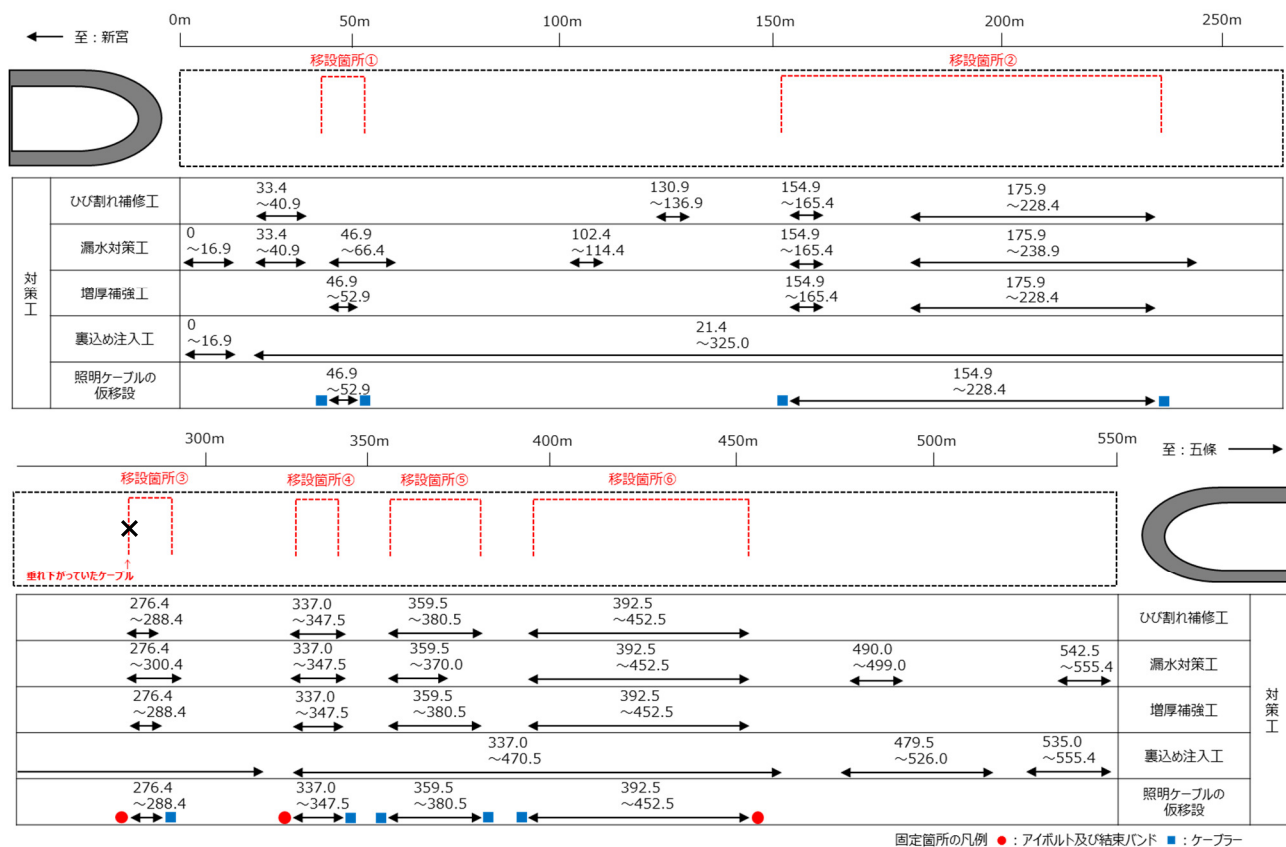 0m 50m 100m 150m 200m 250m
至：新宮
移設箇所① 移設箇所②
対策工
ひび割れ補修工
33.4 130.9 154.9 175.9
～40.9 ～136.9 ～165.4 ～228.4
漏水対策工
0 33.4 46.9 102.4 154.9 175.9
～16.9 ～40.9 ～66.4 ～114.4 ～165.4 ～238.9
増厚補強工
46.9 154.9 175.9
～52.9 ～165.4 ～228.4
裏込め注入工
0 21.4
～16.9 ～325.0
照明ケーブルの
仮移設
46.9 154.9
～52.9 ～228.4
300m 350m 400m 450m 500m 550m
至：五條
移設箇所③ 移設箇所④ 移設箇所⑤ 移設箇所⑥
垂れ下がっていたケーブル
276.4 337.0 359.5 392.5
～288.4 ～347.5 ～380.5 ～452.5
ひび割れ補修工
276.4 337.0 359.5 392.5 490.0 542.5
～300.4 ～347.5 ～370.0 ～452.5 ～499.0 ～555.4
漏水対策工
276.4 337.0 359.5 392.5
～288.4 ～347.5 ～380.5 ～452.5
増厚補強工
337.0 479.5 535.0
～470.5 ～526.0 ～555.4
裏込め注入工
276.4 337.0 359.5 392.5
～288.4 ～347.5 ～380.5 ～452.5
照明ケーブルの
仮移設
対策工
固定箇所の凡例 ●：アイボルト及び結束バンド ■：ケーブラー